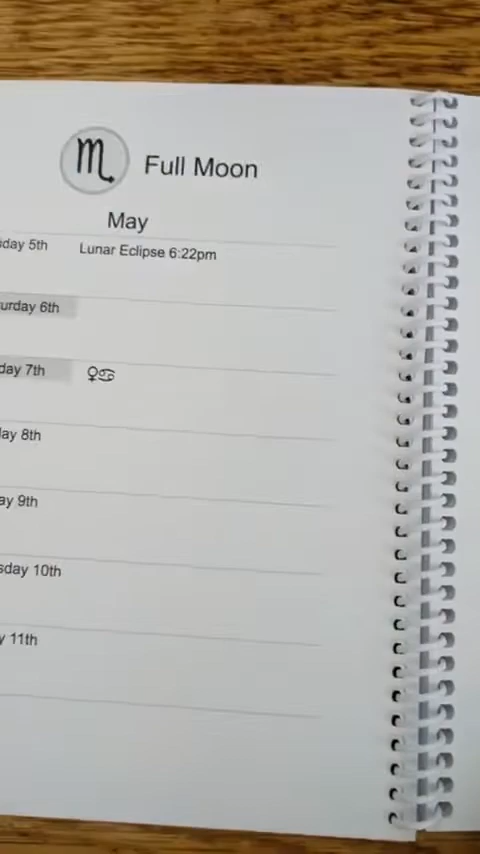 ♏ Full Moon
May
sday 5th Lunar Eclipse 6:22pm
urday 6th
day 7th ♀♋
ay 8th
ay 9th
sday 10th
y 11th